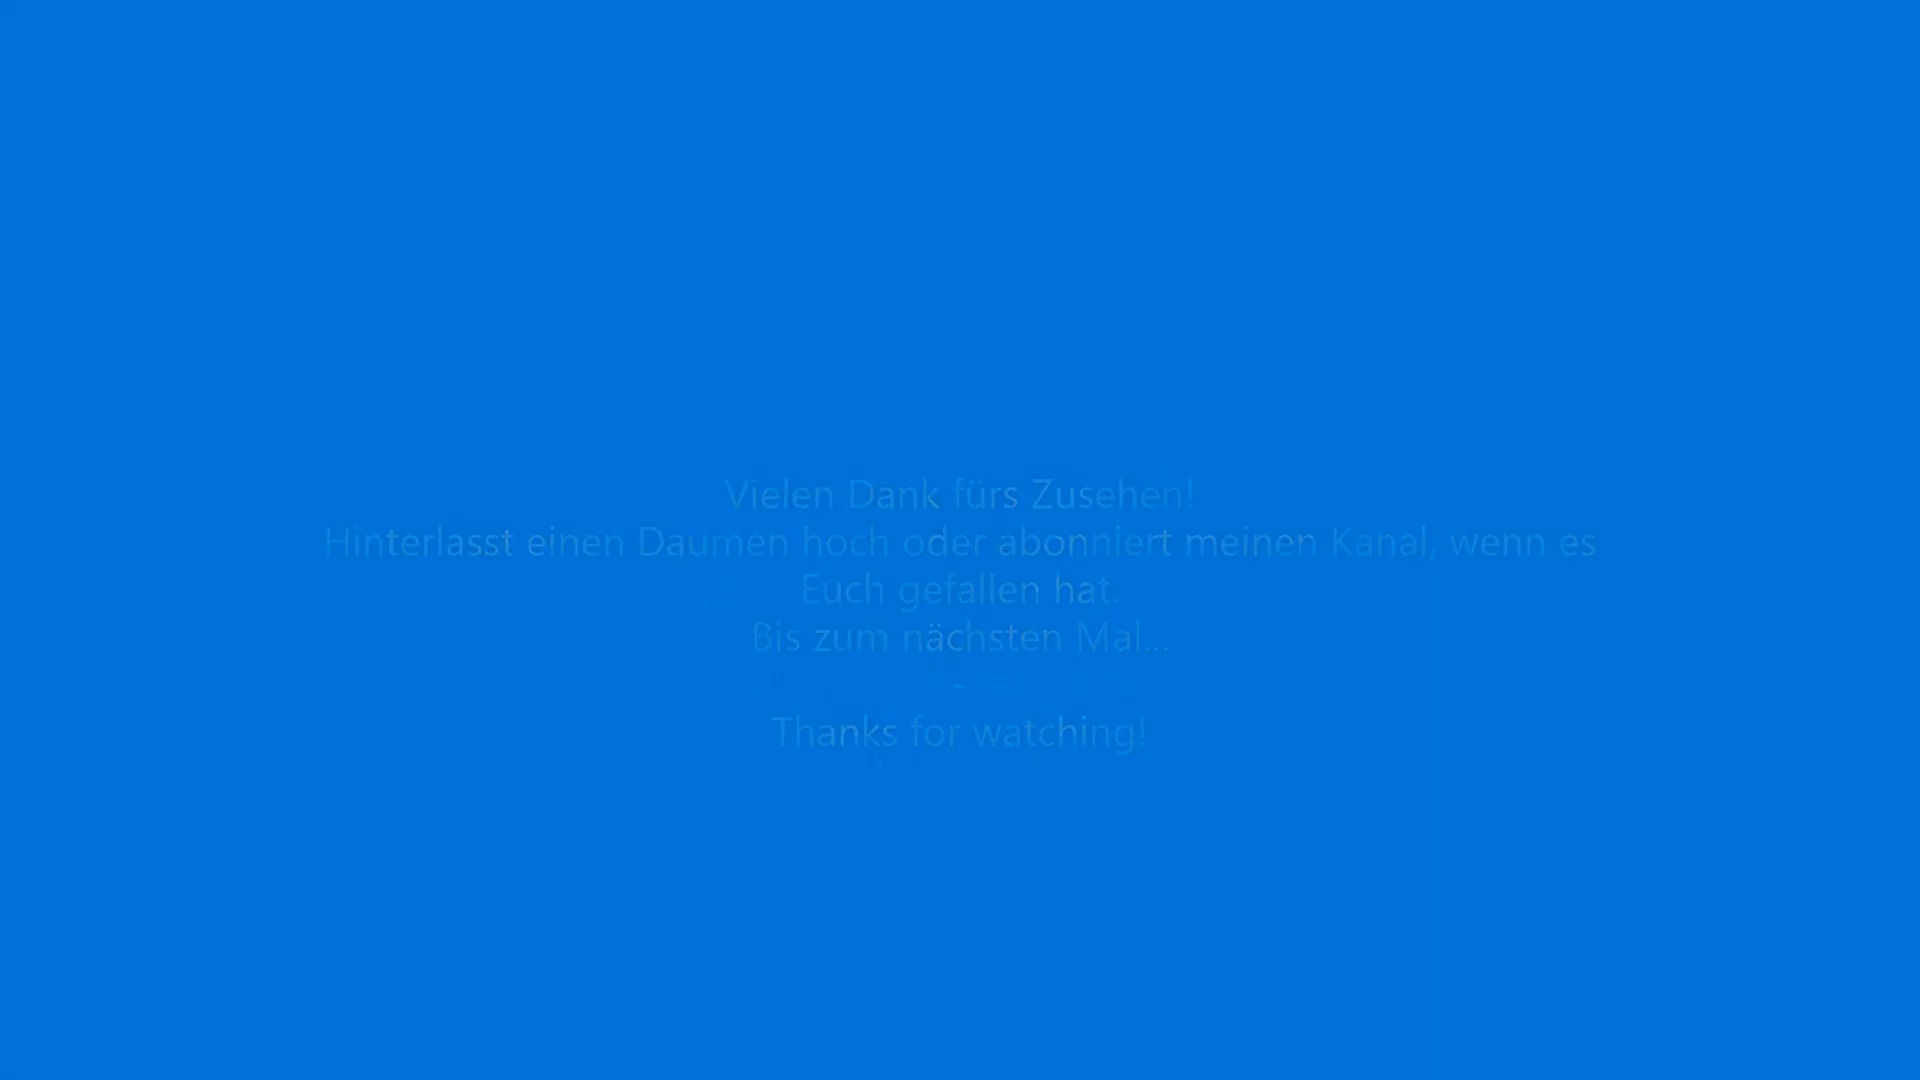 Vielen Dank fürs Zusehen!
Hinterlasst einen Daumen hoch oder abonniert meinen Kanal, wenn es
Euch gefallen hat.
Bis zum nächsten Mal...
-
Thanks for watching!